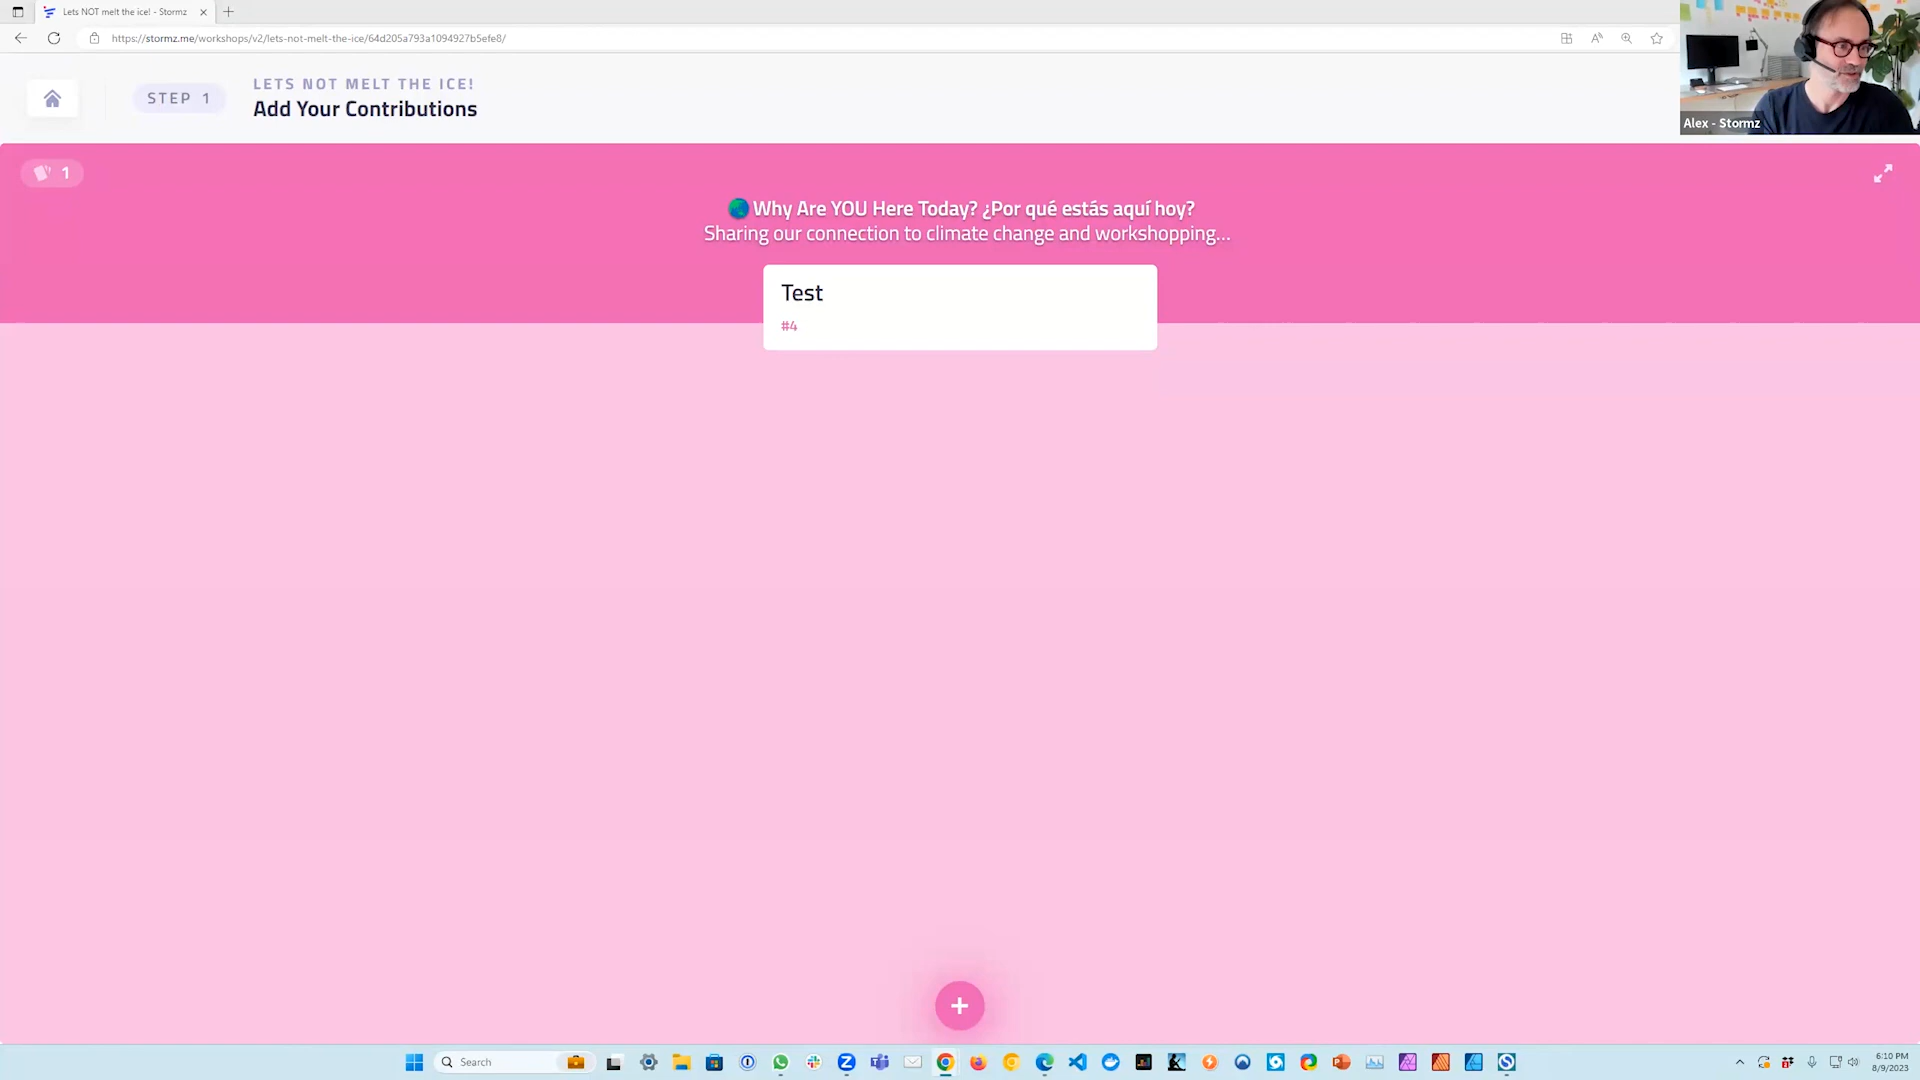 Lets NOT melt the ice! - Stormz
https://stormz.me/workshops/v2/lets-not-melt-the-ice/64d205a793a1094927b5efe8/
STEP 1
LETS NOT MELT THE ICE!
Add Your Contributions
Alex - Stormz
1
Why Are YOU Here Today? ¿Por qué estás aquí hoy?
Sharing our connection to climate change and workshopping...
Test
#4
+
Search
6:10 PM
8/9/2023